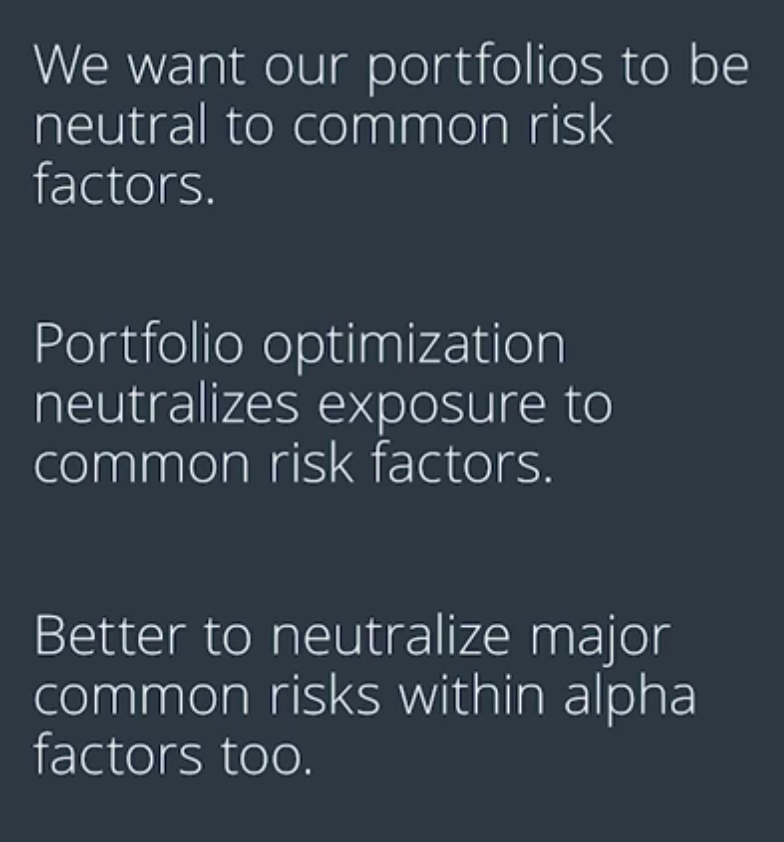 We want our portfolios to be
neutral to common risk
factors.
Portfolio optimization
neutralizes exposure to
common risk factors.
Better to neutralize major
common risks within alpha
factors too.